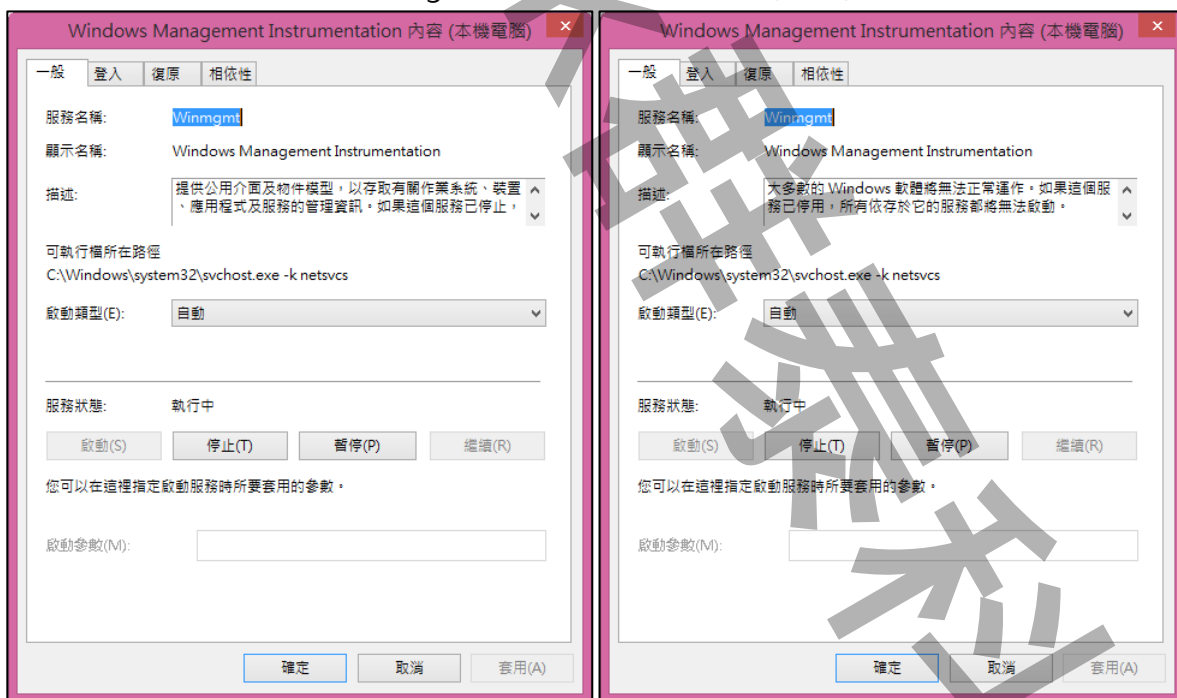 Windows Management Instrumentation 內容 (本機電腦)
一般 登入 復原 相依性
服務名稱: Winmgmt
顯示名稱: Windows Management Instrumentation
描述: 提供公用介面及物件模型，以存取有關作業系統、裝置
、應用程式及服務的管理資訊。如果這個服務已停止，
可執行檔所在路徑
C:\Windows\system32\svchost.exe -k netsvcs
啟動類型(E): 自動
服務狀態: 執行中
啟動(S) 停止(T) 暫停(P) 繼續(R)
您可以在這裡指定啟動服務時所要套用的參數。
啟動參數(M):
確定 取消 套用(A)
Windows Management Instrumentation 內容 (本機電腦)
一般 登入 復原 相依性
服務名稱: Winmgmt
顯示名稱: Windows Management Instrumentation
描述: 大多數的 Windows 軟體將無法正常運作。如果這個服
務已停用，所有依存於它的服務都將無法啟動。
可執行檔所在路徑
C:\Windows\system32\svchost.exe -k netsvcs
啟動類型(E): 自動
服務狀態: 執行中
啟動(S) 停止(T) 暫停(P) 繼續(R)
您可以在這裡指定啟動服務時所要套用的參數。
啟動參數(M):
確定 取消 套用(A)